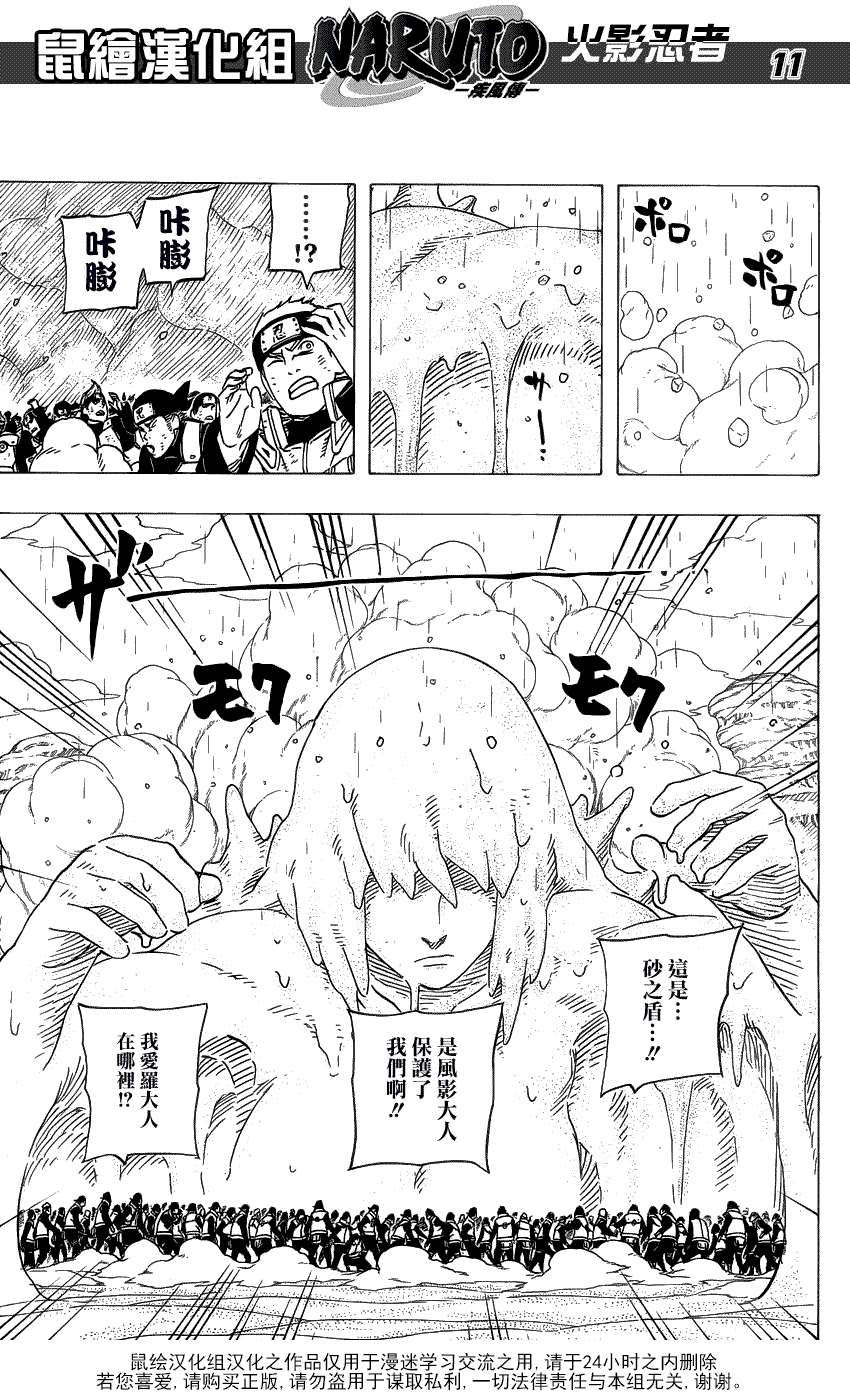 鼠繪漢化組
NARUTO
疾風傳
火影忍者
11
ポロ
ポロ
サー…
……
!?
咔膨
咔膨
ザー
モク
モク
這是…
砂之盾…!!
是風影大人
保護了
我們啊!!
我愛羅大人
在哪裡!?
鼠绘汉化组汉化之作品仅用于漫迷学习交流之用, 请于24小时之内删除
若您喜爱, 请购买正版, 请勿盗用于谋取私利, 一切法律责任与本组无关, 谢谢。